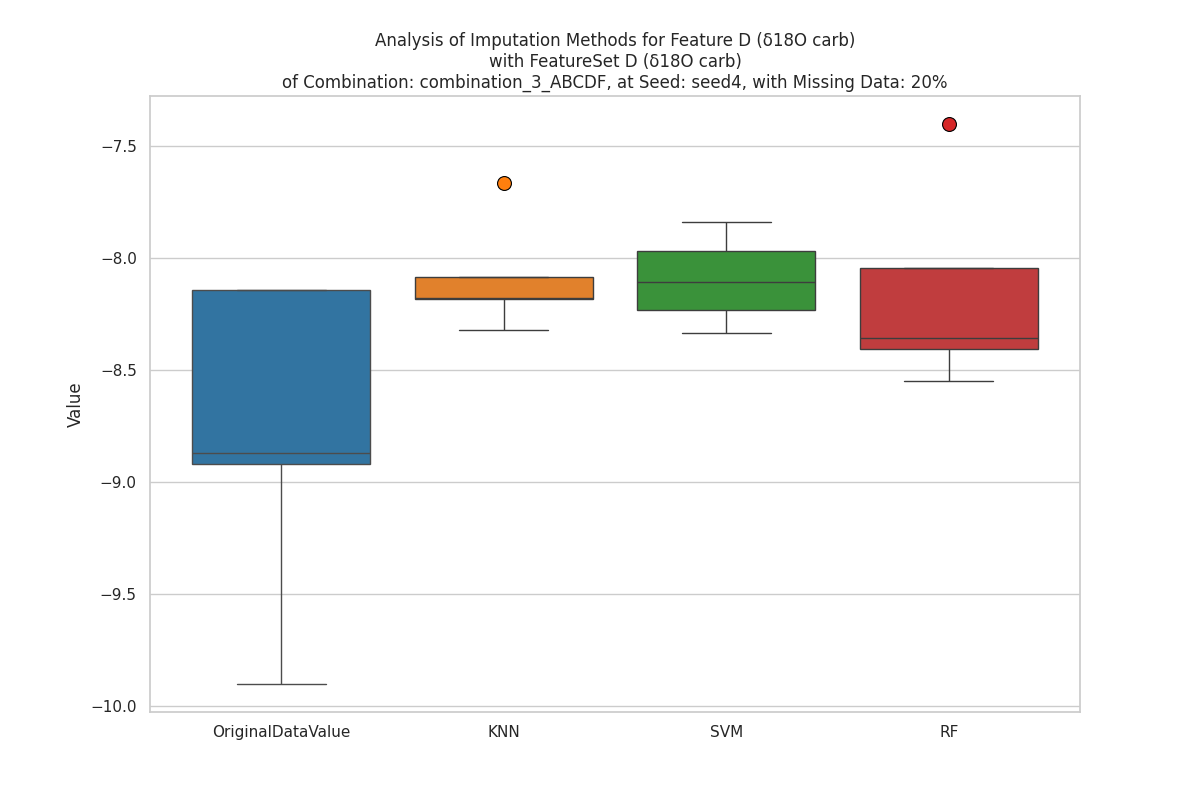 Analysis of Imputation Methods for Feature D (δ18O carb)
with FeatureSet D (δ18O carb)
of Combination: combination_3_ABCDF, at Seed: seed4, with Missing Data: 20%
Value
−7.5
−8.0
−8.5
−9.0
−9.5
−10.0
OriginalDataValue
KNN
SVM
RF